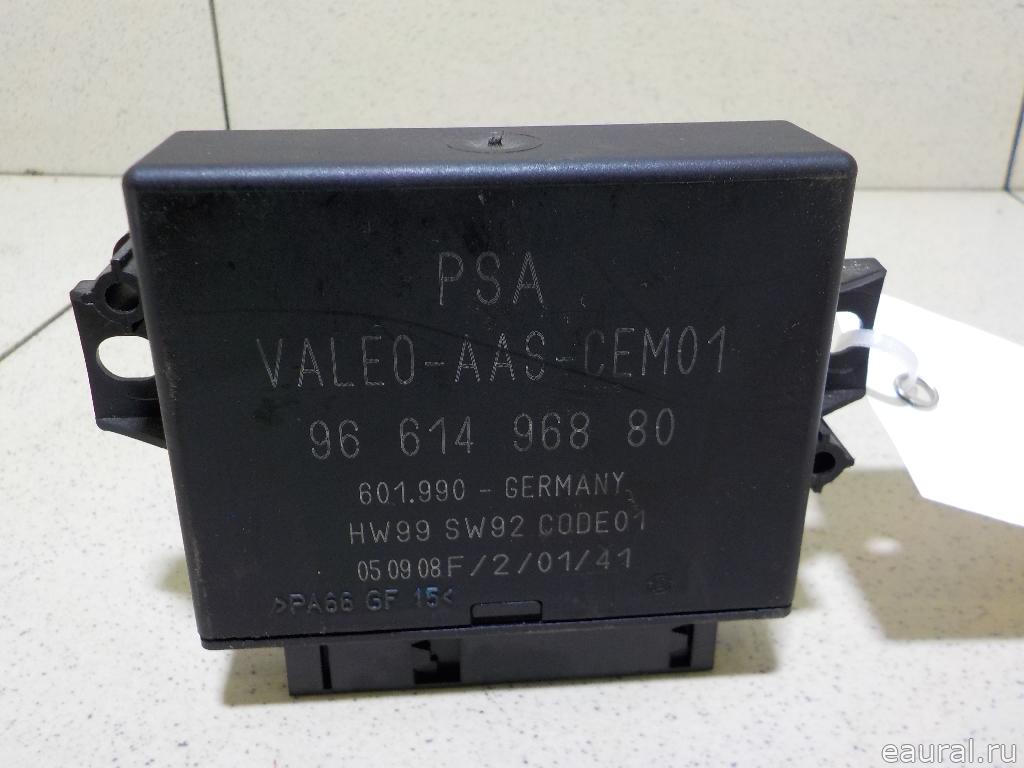 PSA
VALEO-AAS-CEM01
96 614 968 80
601.990 - GERMANY
HW99 SW92 CODE01
05 09 08 F/2/01/41
>PA66 GF 15<
eaural.ru